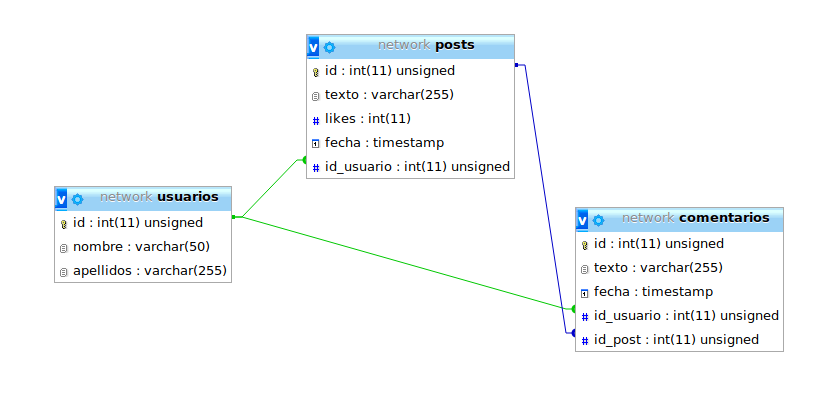 network posts
id : int(11) unsigned
texto : varchar(255)
likes : int(11)
fecha : timestamp
id_usuario : int(11) unsigned
network usuarios
id : int(11) unsigned
nombre : varchar(50)
apellidos : varchar(255)
network comentarios
id : int(11) unsigned
texto : varchar(255)
fecha : timestamp
id_usuario : int(11) unsigned
id_post : int(11) unsigned